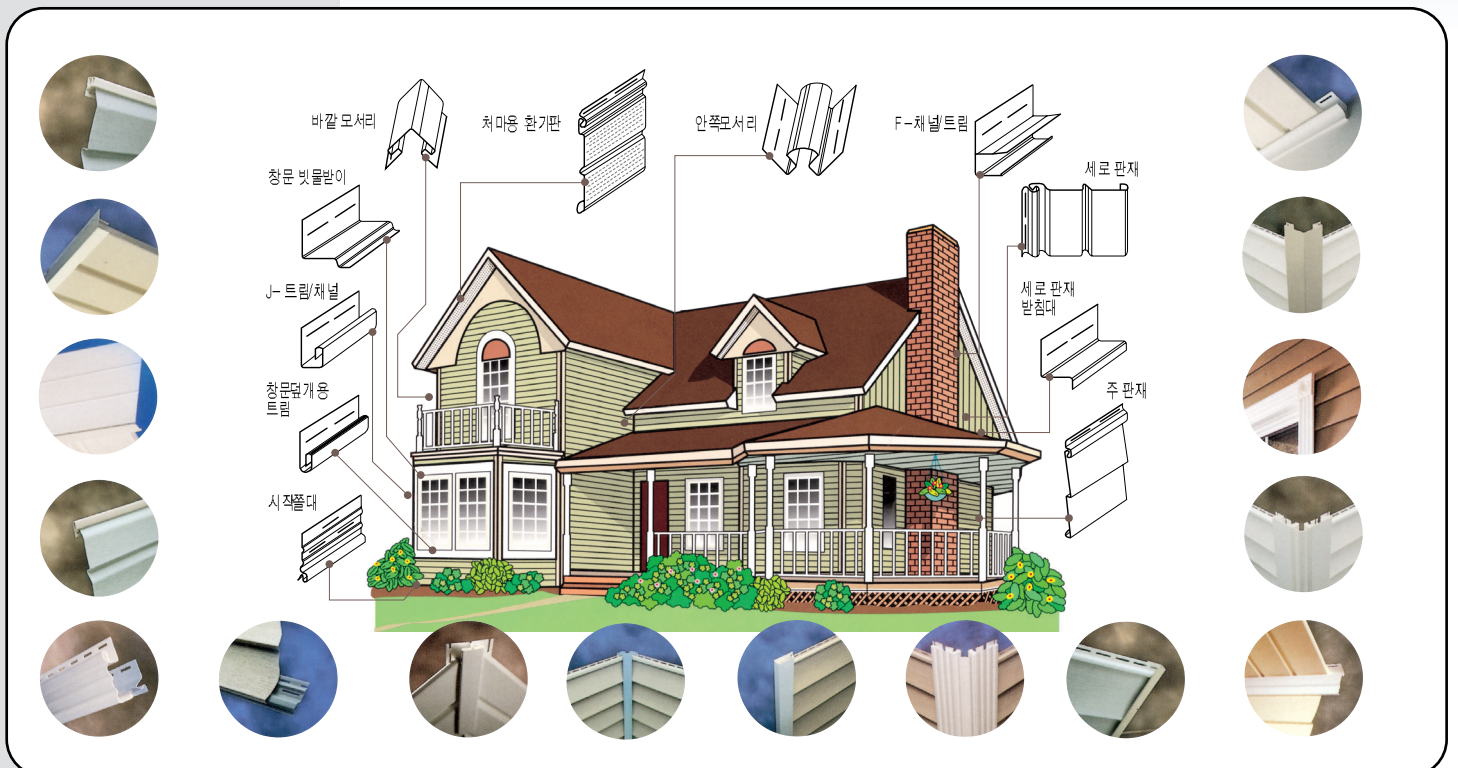 바깥 모서리
처마용 환기판
안쪽모서리
F-채널/트림
세로 판재
창문 빗물받이
J- 트림/채널
세로 판재
받침대
창문덮개용
트림
주 판재
시작쫄대